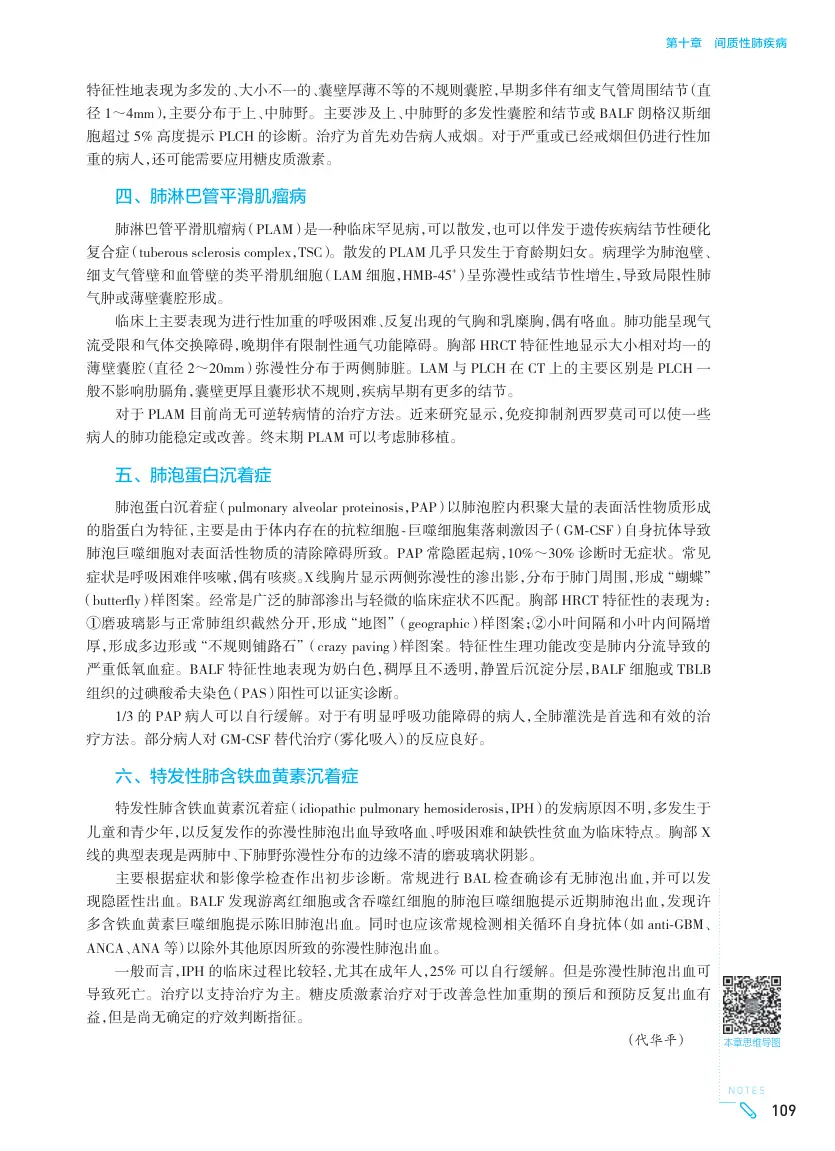 第十章　间质性肺疾病
特征性地表现为多发的、大小不一的、囊壁厚薄不等的不规则囊腔,早期多伴有细支气管周围结节(直
径 1～4mm),主要分布于上、中肺野。主要涉及上、中肺野的多发性囊腔和结节或 BALF 朗格汉斯细
胞超过 5% 高度提示 PLCH 的诊断。治疗为首先劝告病人戒烟。对于严重或已经戒烟但仍进行性加
重的病人,还可能需要应用糖皮质激素。
四、肺淋巴管平滑肌瘤病
肺淋巴管平滑肌瘤病(PLAM)是一种临床罕见病,可以散发,也可以伴发于遗传疾病结节性硬化
复合症(tuberous sclerosis complex,TSC)。散发的 PLAM 几乎只发生于育龄期妇女。病理学为肺泡壁、
细支气管壁和血管壁的类平滑肌细胞(LAM 细胞,HMB-45⁺)呈弥漫性或结节性增生,导致局限性肺
气肿或薄壁囊腔形成。
临床上主要表现为进行性加重的呼吸困难、反复出现的气胸和乳糜胸,偶有咯血。肺功能呈现气
流受限和气体交换障碍,晚期伴有限制性通气功能障碍。胸部 HRCT 特征性地显示大小相对均一的
薄壁囊腔(直径 2～20mm)弥漫性分布于两侧肺脏。LAM 与 PLCH 在 CT 上的主要区别是 PLCH 一
般不影响肋膈角,囊壁更厚且囊形状不规则,疾病早期有更多的结节。
对于 PLAM 目前尚无可逆转病情的治疗方法。近来研究显示,免疫抑制剂西罗莫司可以使一些
病人的肺功能稳定或改善。终末期 PLAM 可以考虑肺移植。
五、肺泡蛋白沉着症
肺泡蛋白沉着症(pulmonary alveolar proteinosis,PAP)以肺泡腔内积聚大量的表面活性物质形成
的脂蛋白为特征,主要是由于体内存在的抗粒细胞-巨噬细胞集落刺激因子(GM-CSF)自身抗体导致
肺泡巨噬细胞对表面活性物质的清除障碍所致。PAP 常隐匿起病,10%～30% 诊断时无症状。常见
症状是呼吸困难伴咳嗽,偶有咳痰。X线胸片显示两侧弥漫性的渗出影,分布于肺门周围,形成“蝴蝶”
(butterfly)样图案。经常是广泛的肺部渗出与轻微的临床症状不匹配。胸部 HRCT 特征性的表现为:
①磨玻璃影与正常肺组织截然分开,形成“地图”(geographic)样图案;②小叶间隔和小叶内间隔增
厚,形成多边形或“不规则铺路石”(crazy paving)样图案。特征性生理功能改变是肺内分流导致的
严重低氧血症。BALF 特征性地表现为奶白色,稠厚且不透明,静置后沉淀分层,BALF 细胞或 TBLB
组织的过碘酸希夫染色(PAS)阳性可以证实诊断。
1/3 的 PAP 病人可以自行缓解。对于有明显呼吸功能障碍的病人,全肺灌洗是首选和有效的治
疗方法。部分病人对 GM-CSF 替代治疗(雾化吸入)的反应良好。
六、特发性肺含铁血黄素沉着症
特发性肺含铁血黄素沉着症(idiopathic pulmonary hemosiderosis,IPH)的发病原因不明,多发生于
儿童和青少年,以反复发作的弥漫性肺泡出血导致咯血、呼吸困难和缺铁性贫血为临床特点。胸部 X
线的典型表现是两肺中、下肺野弥漫性分布的边缘不清的磨玻璃状阴影。
主要根据症状和影像学检查作出初步诊断。常规进行 BAL 检查确诊有无肺泡出血,并可以发
现隐匿性出血。BALF 发现游离红细胞或含吞噬红细胞的肺泡巨噬细胞提示近期肺泡出血,发现许
多含铁血黄素巨噬细胞提示陈旧肺泡出血。同时也应该常规检测相关循环自身抗体(如 anti-GBM、
ANCA、ANA 等)以除外其他原因所致的弥漫性肺泡出血。
一般而言,IPH 的临床过程比较轻,尤其在成年人,25% 可以自行缓解。但是弥漫性肺泡出血可
导致死亡。治疗以支持治疗为主。糖皮质激素治疗对于改善急性加重期的预后和预防反复出血有
益,但是尚无确定的疗效判断指征。
(代华平)
本章思维导图
NOTES
109